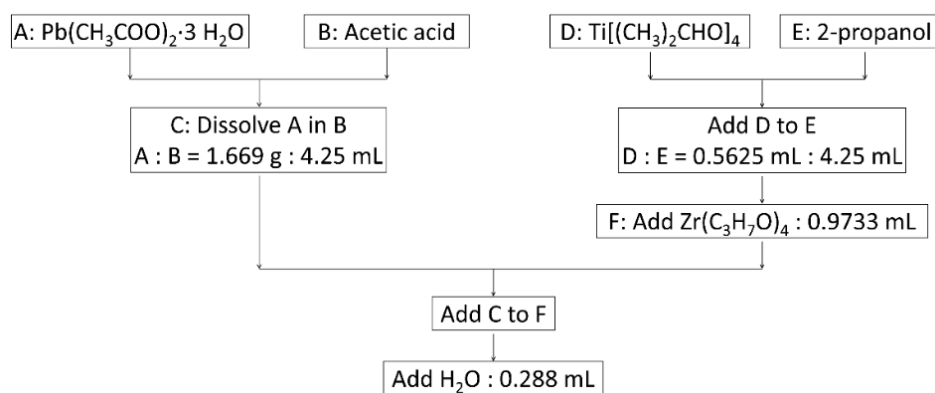 A: Pb(CH₃COO)₂·3 H₂O
B: Acetic acid
D: Ti[(CH₃)₂CHO]₄
E: 2-propanol
C: Dissolve A in B
A : B = 1.669 g : 4.25 mL
Add D to E
D : E = 0.5625 mL : 4.25 mL
F: Add Zr(C₃H₇O)₄ : 0.9733 mL
Add C to F
Add H₂O : 0.288 mL